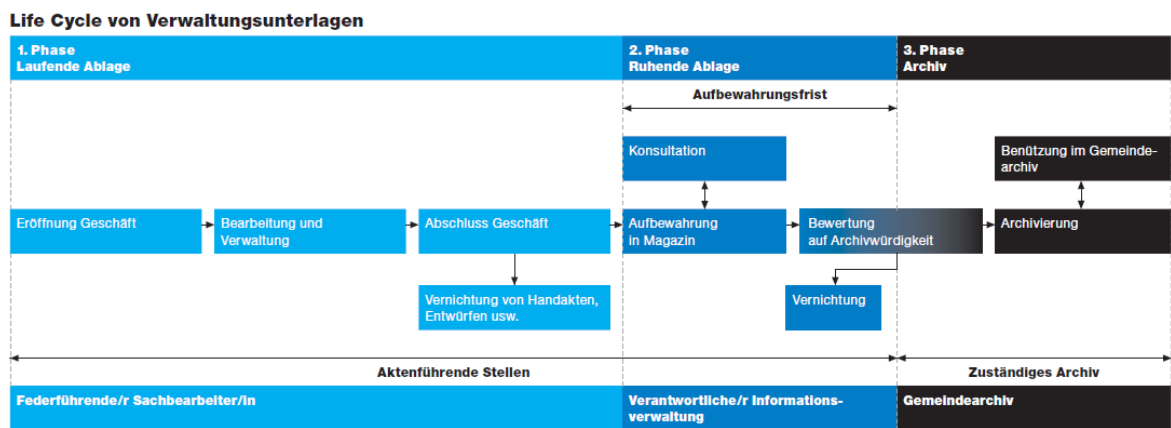 Life Cycle von Verwaltungsunterlagen
1. Phase
Laufende Ablage
2. Phase
Ruhende Ablage
3. Phase
Archiv
Aufbewahrungsfrist
Konsultation
Benützung im Gemeinde-
archiv
Eröffnung Geschäft
Bearbeitung und
Verwaltung
Abschluss Geschäft
Aufbewahrung
in Magazin
Bewertung
auf Archivwürdigkeit
Archivierung
Vernichtung von Handakten,
Entwürfen usw.
Vernichtung
Aktenführende Stellen
Zuständiges Archiv
Federführende/r Sachbearbeiter/in
Verantwortliche/r Informations-
verwaltung
Gemeindearchiv